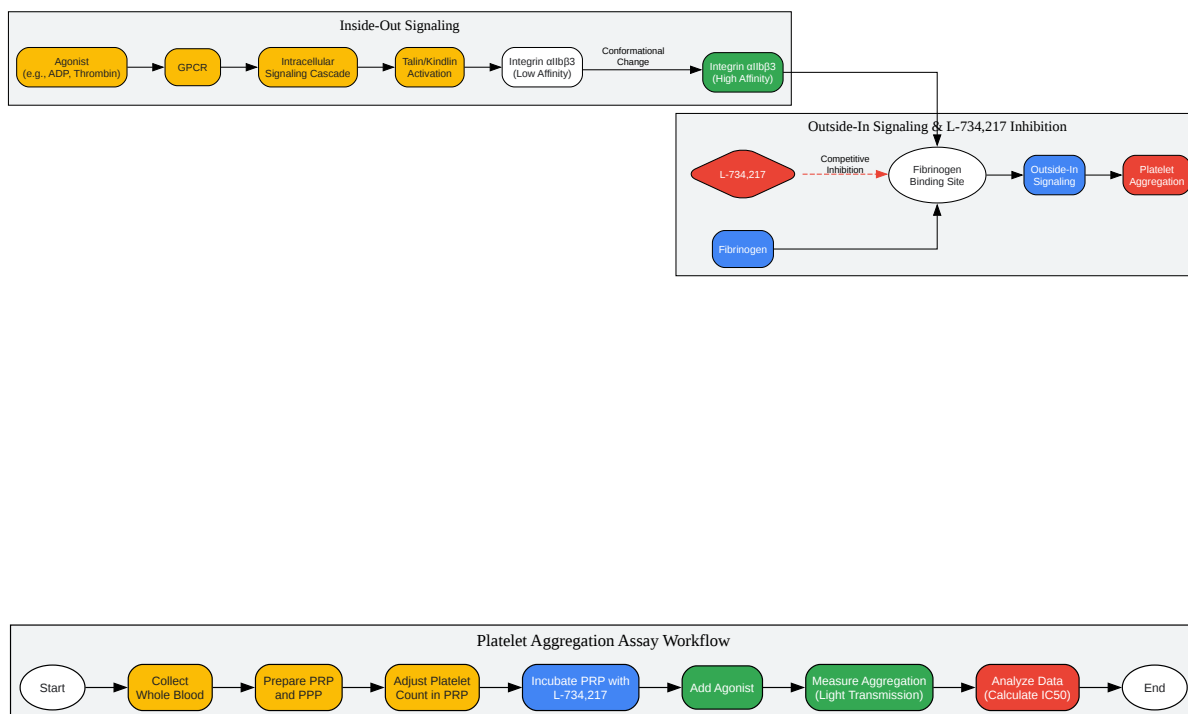 Inside-Out Signaling
Agonist
(e.g., ADP, Thrombin)
GPCR
Intracellular
Signaling Cascade
Talin/Kindlin
Activation
Integrin αIIbβ3
(Low Affinity)
Conformational
Change
Integrin αIIbβ3
(High Affinity)
Outside-In Signaling & L-734,217 Inhibition
L-734,217
Competitive
Inhibition
Fibrinogen
Binding Site
Outside-In
Signaling
Platelet
Aggregation
Fibrinogen
Platelet Aggregation Assay Workflow
Start
Collect
Whole Blood
Prepare PRP
and PPP
Adjust Platelet
Count in PRP
Incubate PRP with
L-734,217
Add Agonist
Measure Aggregation
(Light Transmission)
Analyze Data
(Calculate IC50)
End